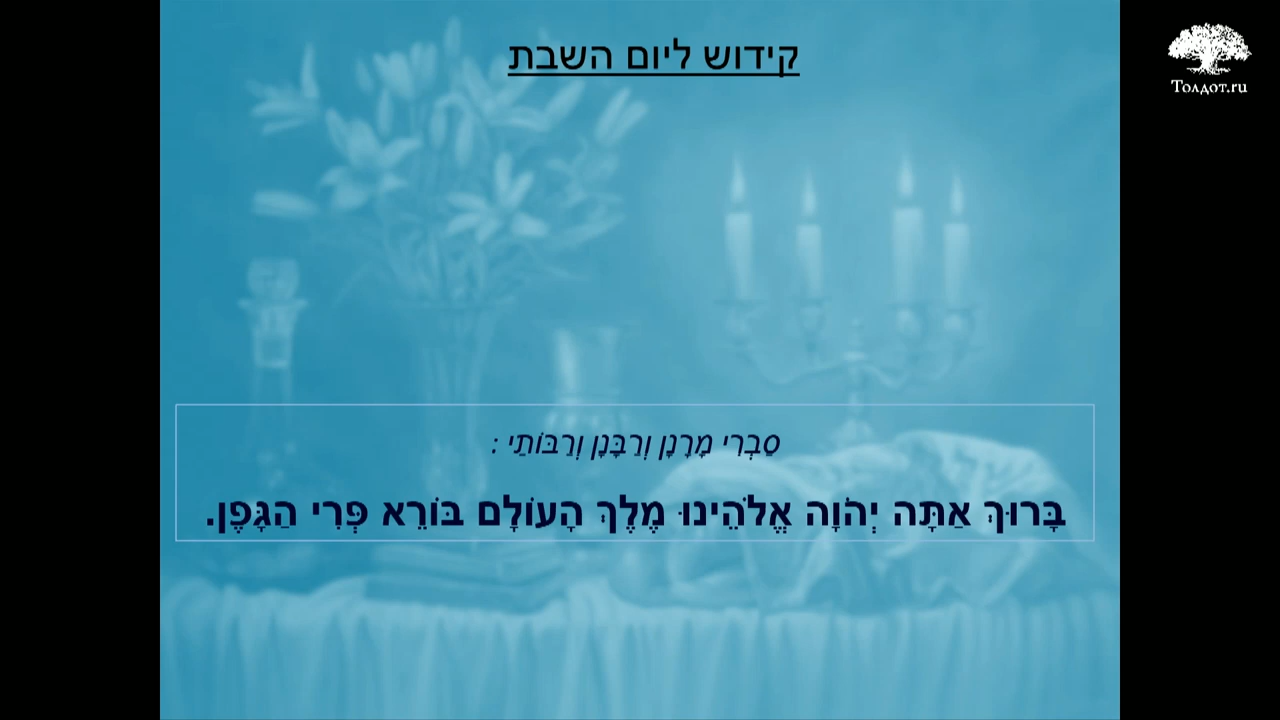 קידוש ליום השבת
Толдот.ru
סַבְרִי מָרָנָן וְרַבָּנָן וְרַבּוֹתַי :
בָּרוּךְ אַתָּה יְהֹוָה אֱלֹהֵינוּ מֶלֶךְ הָעוֹלָם בּוֹרֵא פְּרִי הַגָּפֶן.